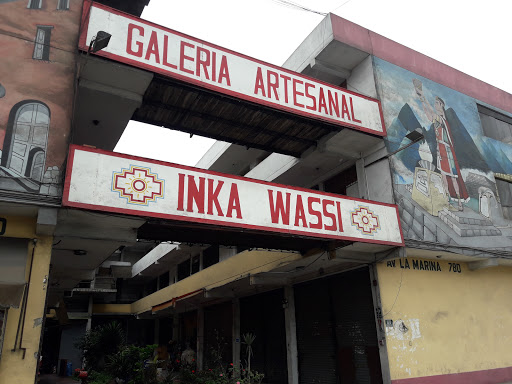 GALERIA ARTESANAL
INKA WASSI
AV LA MARINA 780